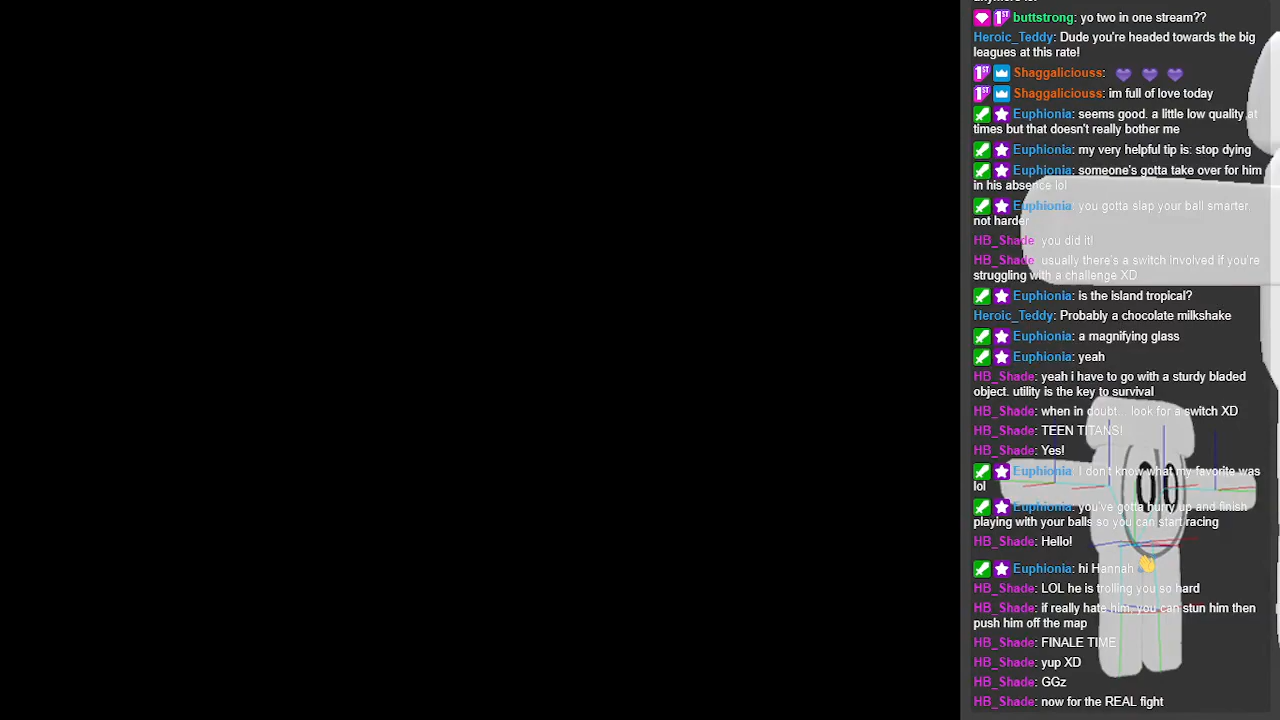 buttstrong: yo two in one stream??
Heroic_Teddy: Dude you're headed towards the big
leagues at this rate!
1ST Shaggaliciouss:
1ST Shaggaliciouss: im full of love today
Euphionia: seems good. a little low quality at
times but that doesn't really bother me
Euphionia: my very helpful tip is: stop dying
Euphionia: someone's gotta take over for him
in his absence lol
Euphionia: you gotta slap your ball smarter
not harder
HB_Shade: you did it!
HB_Shade: usually there's a switch involved if you're
struggling with a challenge XD
Euphionia: is the island tropical?
Heroic_Teddy: Probably a chocolate milkshake
Euphionia: a magnifying glass
Euphionia: yeah
HB_Shade: yeah i have to go with a sturdy bladed
object. utility is the key to survival
HB_Shade: when in doubt... look for a switch XD
HB_Shade: TEEN TITANS!
HB_Shade: Yes!
Euphionia: I don't know what my favorite was
lol
Euphionia: you've gotta hurry up and finish
playing with your balls so you can start racing
HB_Shade: Hello!
Euphionia: hi Hannah
HB_Shade: LOL he is trolling you so hard
HB_Shade: if really hate him, you can stun him then
push him off the map
HB_Shade: FINALE TIME
HB_Shade: yup XD
HB_Shade: GGz
HB_Shade: now for the REAL fight